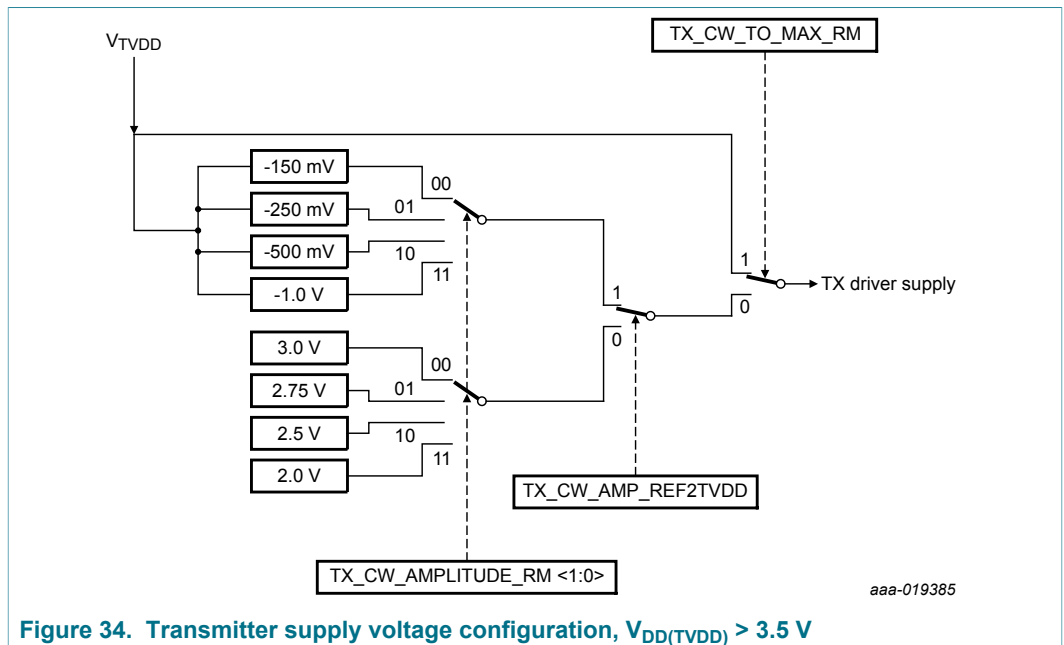 TX_CW_TO_MAX_RM
VTVDD
-150 mV
00
-250 mV
01
-500 mV
10
11
-1.0 V
1
TX driver supply
0
1
0
3.0 V
00
2.75 V
01
2.5 V
10
11
2.0 V
TX_CW_AMP_REF2TVDD
TX_CW_AMPLITUDE_RM <1:0>
aaa-019385
Figure 34. Transmitter supply voltage configuration, VDD(TVDD) > 3.5 V